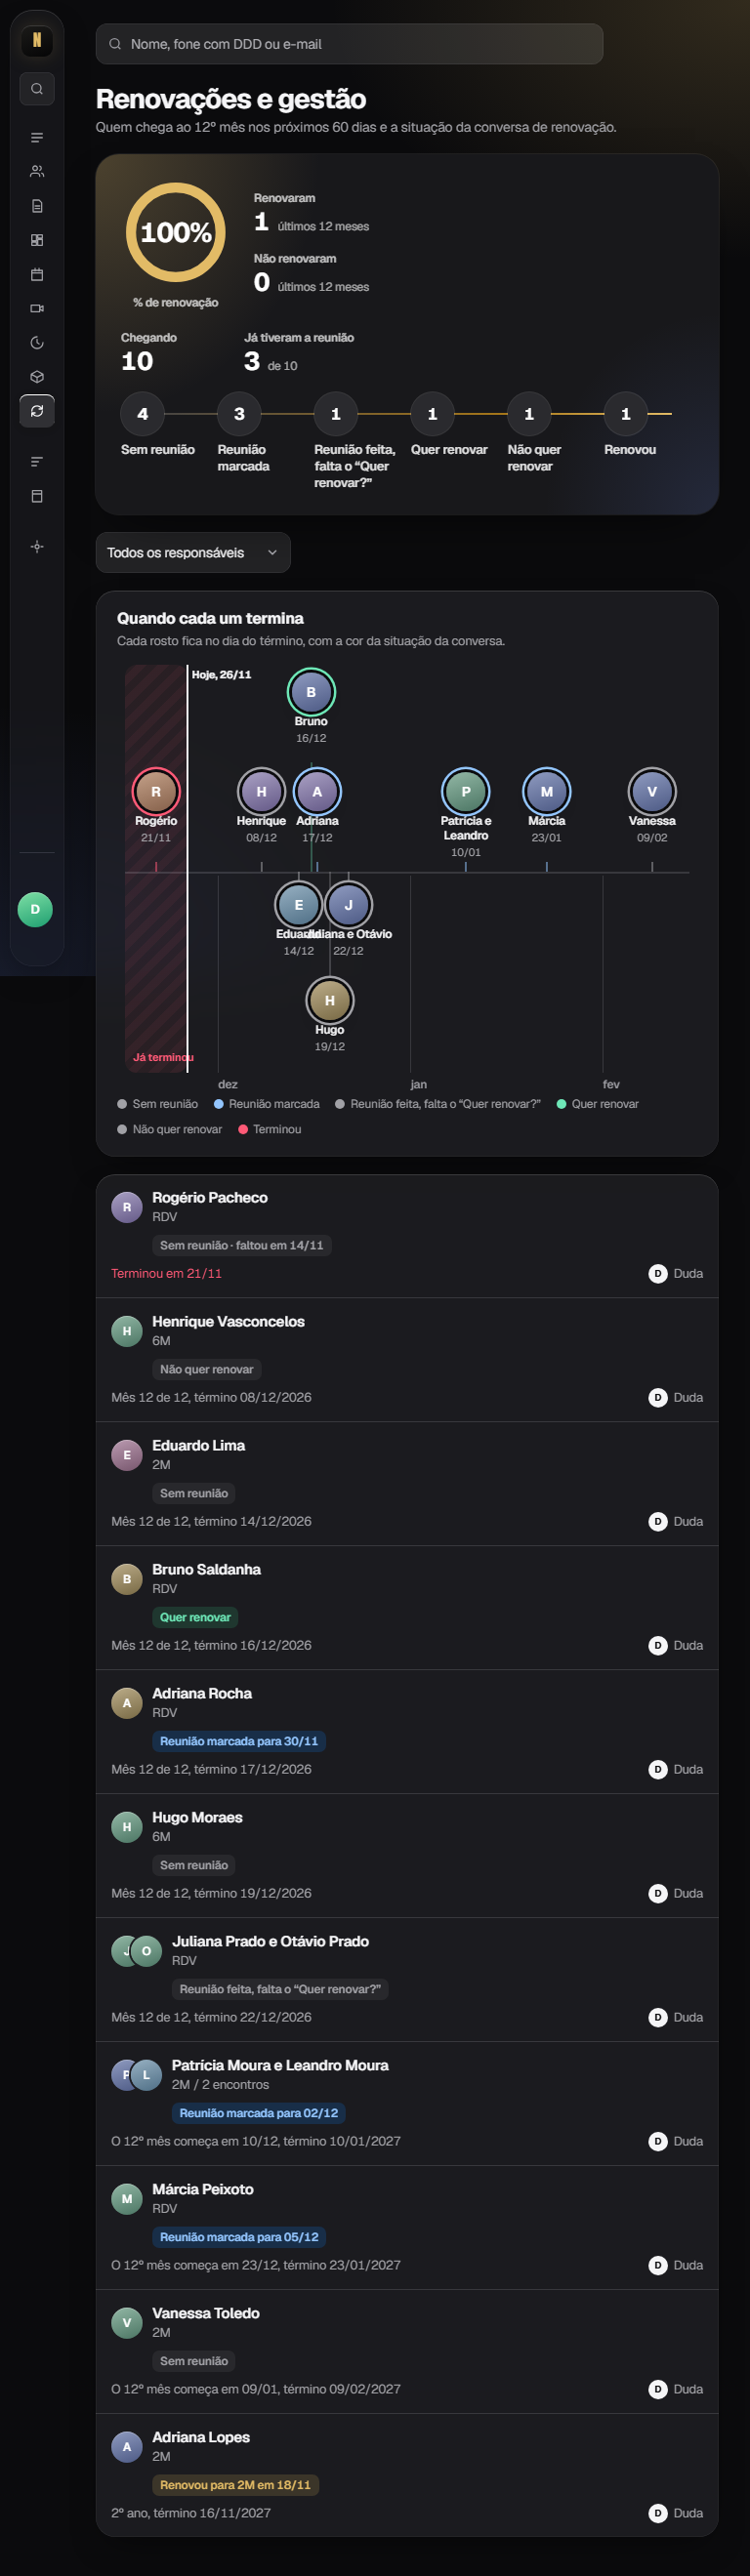 N
Nome, fone com DDD ou e-mail
Renovações e gestão
Quem chega ao 12º mês nos próximos 60 dias e a situação da conversa de renovação.
100%
% de renovação
Renovaram
1 últimos 12 meses
Não renovaram
0 últimos 12 meses
Chegando
10
Já tiveram a reunião
3 de 10
4
Sem reunião
3
Reunião
marcada
1
Reunião feita,
falta o “Quer
renovar?”
1
Quer renovar
1
Não quer
renovar
1
Renovou
Todos os responsáveis
Quando cada um termina
Cada rosto fica no dia do término, com a cor da situação da conversa.
Hoje, 26/11
B
Bruno
16/12
R
Rogério
21/11
H
Henrique
08/12
A
Adriana
17/12
P
Patrícia e
Leandro
10/01
M
Márcia
23/01
V
Vanessa
09/02
E
Eduardo
14/12
J
Juliana e Otávio
22/12
H
Hugo
19/12
Já terminou
dez
jan
fev
Sem reunião
Reunião marcada
Reunião feita, falta o “Quer renovar?”
Quer renovar
Não quer renovar
Terminou
D
R
Rogério Pacheco
RDV
Sem reunião · faltou em 14/11
Terminou em 21/11
D Duda
H
Henrique Vasconcelos
6M
Não quer renovar
Mês 12 de 12, término 08/12/2026
D Duda
E
Eduardo Lima
2M
Sem reunião
Mês 12 de 12, término 14/12/2026
D Duda
B
Bruno Saldanha
RDV
Quer renovar
Mês 12 de 12, término 16/12/2026
D Duda
A
Adriana Rocha
RDV
Reunião marcada para 30/11
Mês 12 de 12, término 17/12/2026
D Duda
H
Hugo Moraes
6M
Sem reunião
Mês 12 de 12, término 19/12/2026
D Duda
J O
Juliana Prado e Otávio Prado
RDV
Reunião feita, falta o “Quer renovar?”
Mês 12 de 12, término 22/12/2026
D Duda
P L
Patrícia Moura e Leandro Moura
2M / 2 encontros
Reunião marcada para 02/12
O 12º mês começa em 10/12, término 10/01/2027
D Duda
M
Márcia Peixoto
RDV
Reunião marcada para 05/12
O 12º mês começa em 23/12, término 23/01/2027
D Duda
V
Vanessa Toledo
2M
Sem reunião
O 12º mês começa em 09/01, término 09/02/2027
D Duda
A
Adriana Lopes
2M
Renovou para 2M em 18/11
2º ano, término 16/11/2027
D Duda